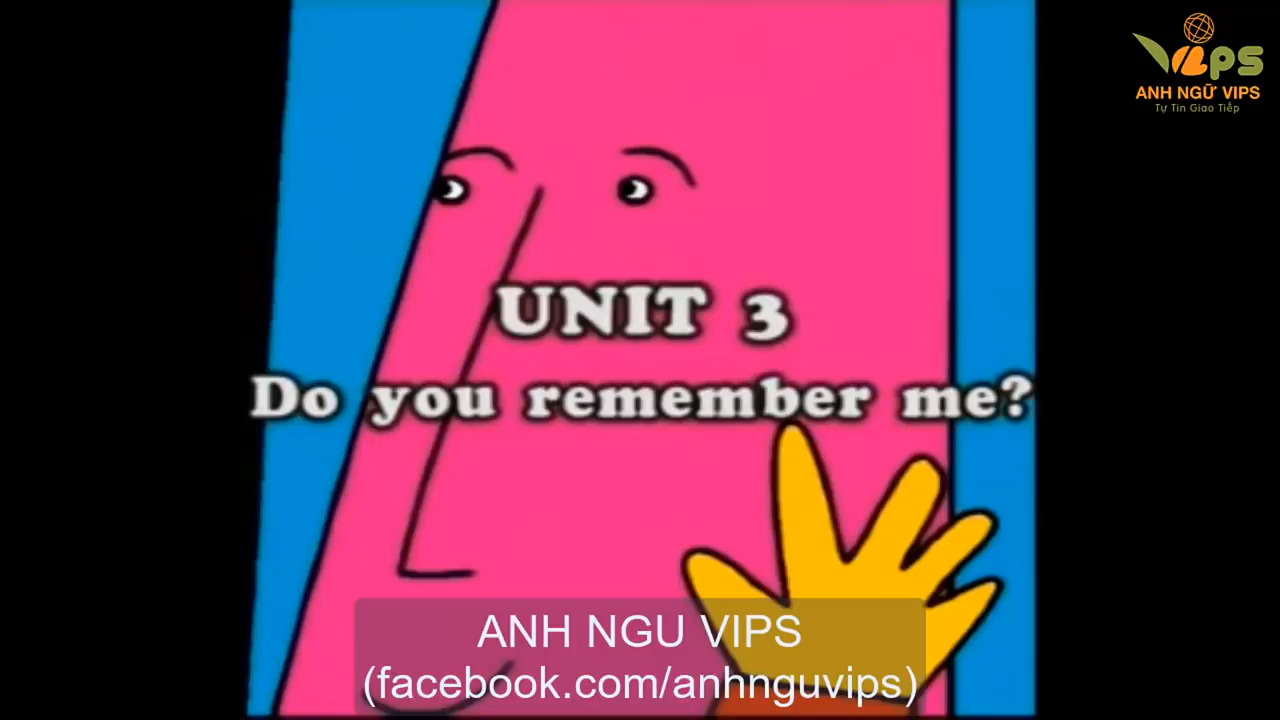 VIPS
ANH NGỮ VIPS
Tự Tin Giao Tiếp
UNIT 3
Do you remember me?
ANH NGU VIPS
(facebook.com/anhnguvips)